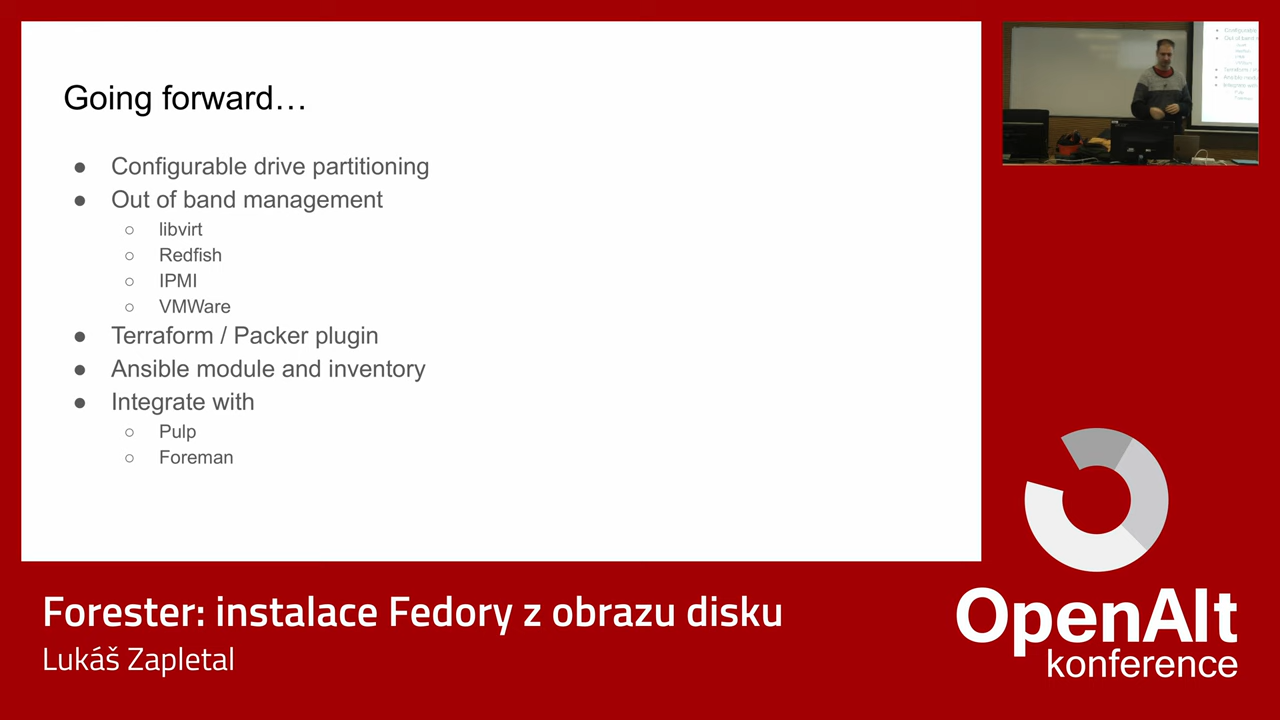 Going forward…
● Configurable drive partitioning
● Out of band management
○ libvirt
○ Redfish
○ IPMI
○ VMWare
● Terraform / Packer plugin
● Ansible module and inventory
● Integrate with
○ Pulp
○ Foreman
Forester: instalace Fedory z obrazu disku
Lukáš Zapletal
OpenAlt
konference